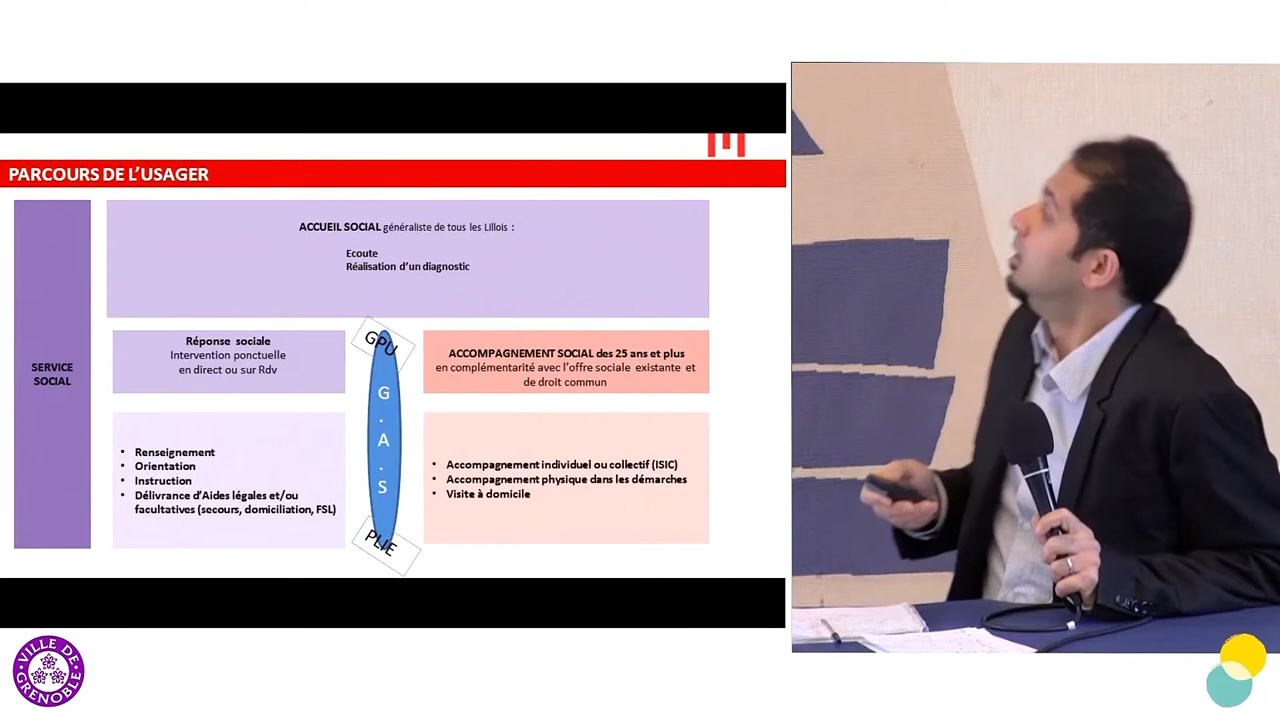 PARCOURS DE L'USAGER
ACCUEIL SOCIAL généraliste de tous les Lillois :
Ecoute
Réalisation d'un diagnostic
SERVICE
SOCIAL
Réponse sociale
Intervention ponctuelle
en direct ou sur Rdv
• Renseignement
• Orientation
• Instruction
• Délivrance d'Aides légales et/ou
facultatives (secours, domiciliation, FSL)
GPU
G
.
A
.
S
PLIE
ACCOMPAGNEMENT SOCIAL des 25 ans et plus
en complémentarité avec l'offre sociale existante et
de droit commun
• Accompagnement individuel ou collectif (ISIC)
• Accompagnement physique dans les démarches
• Visite à domicile
VILLE DE
GRENOBLE